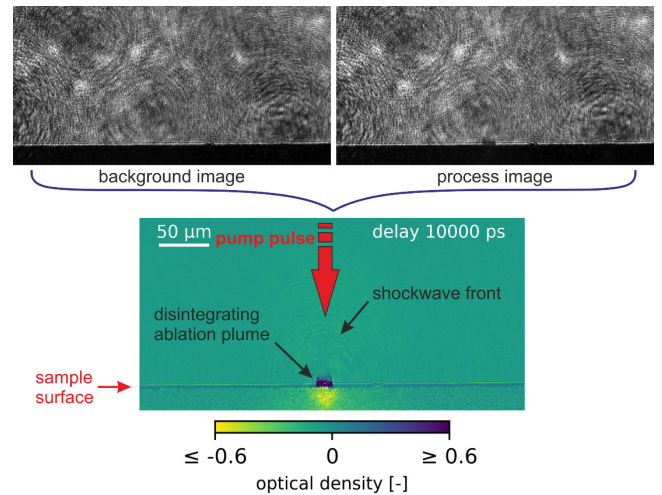 background image
process image
50 µm
pump pulse
delay 10000 ps
shockwave front
disintegrating
ablation plume
sample
surface
≤ -0.6
0
≥ 0.6
optical density [-]